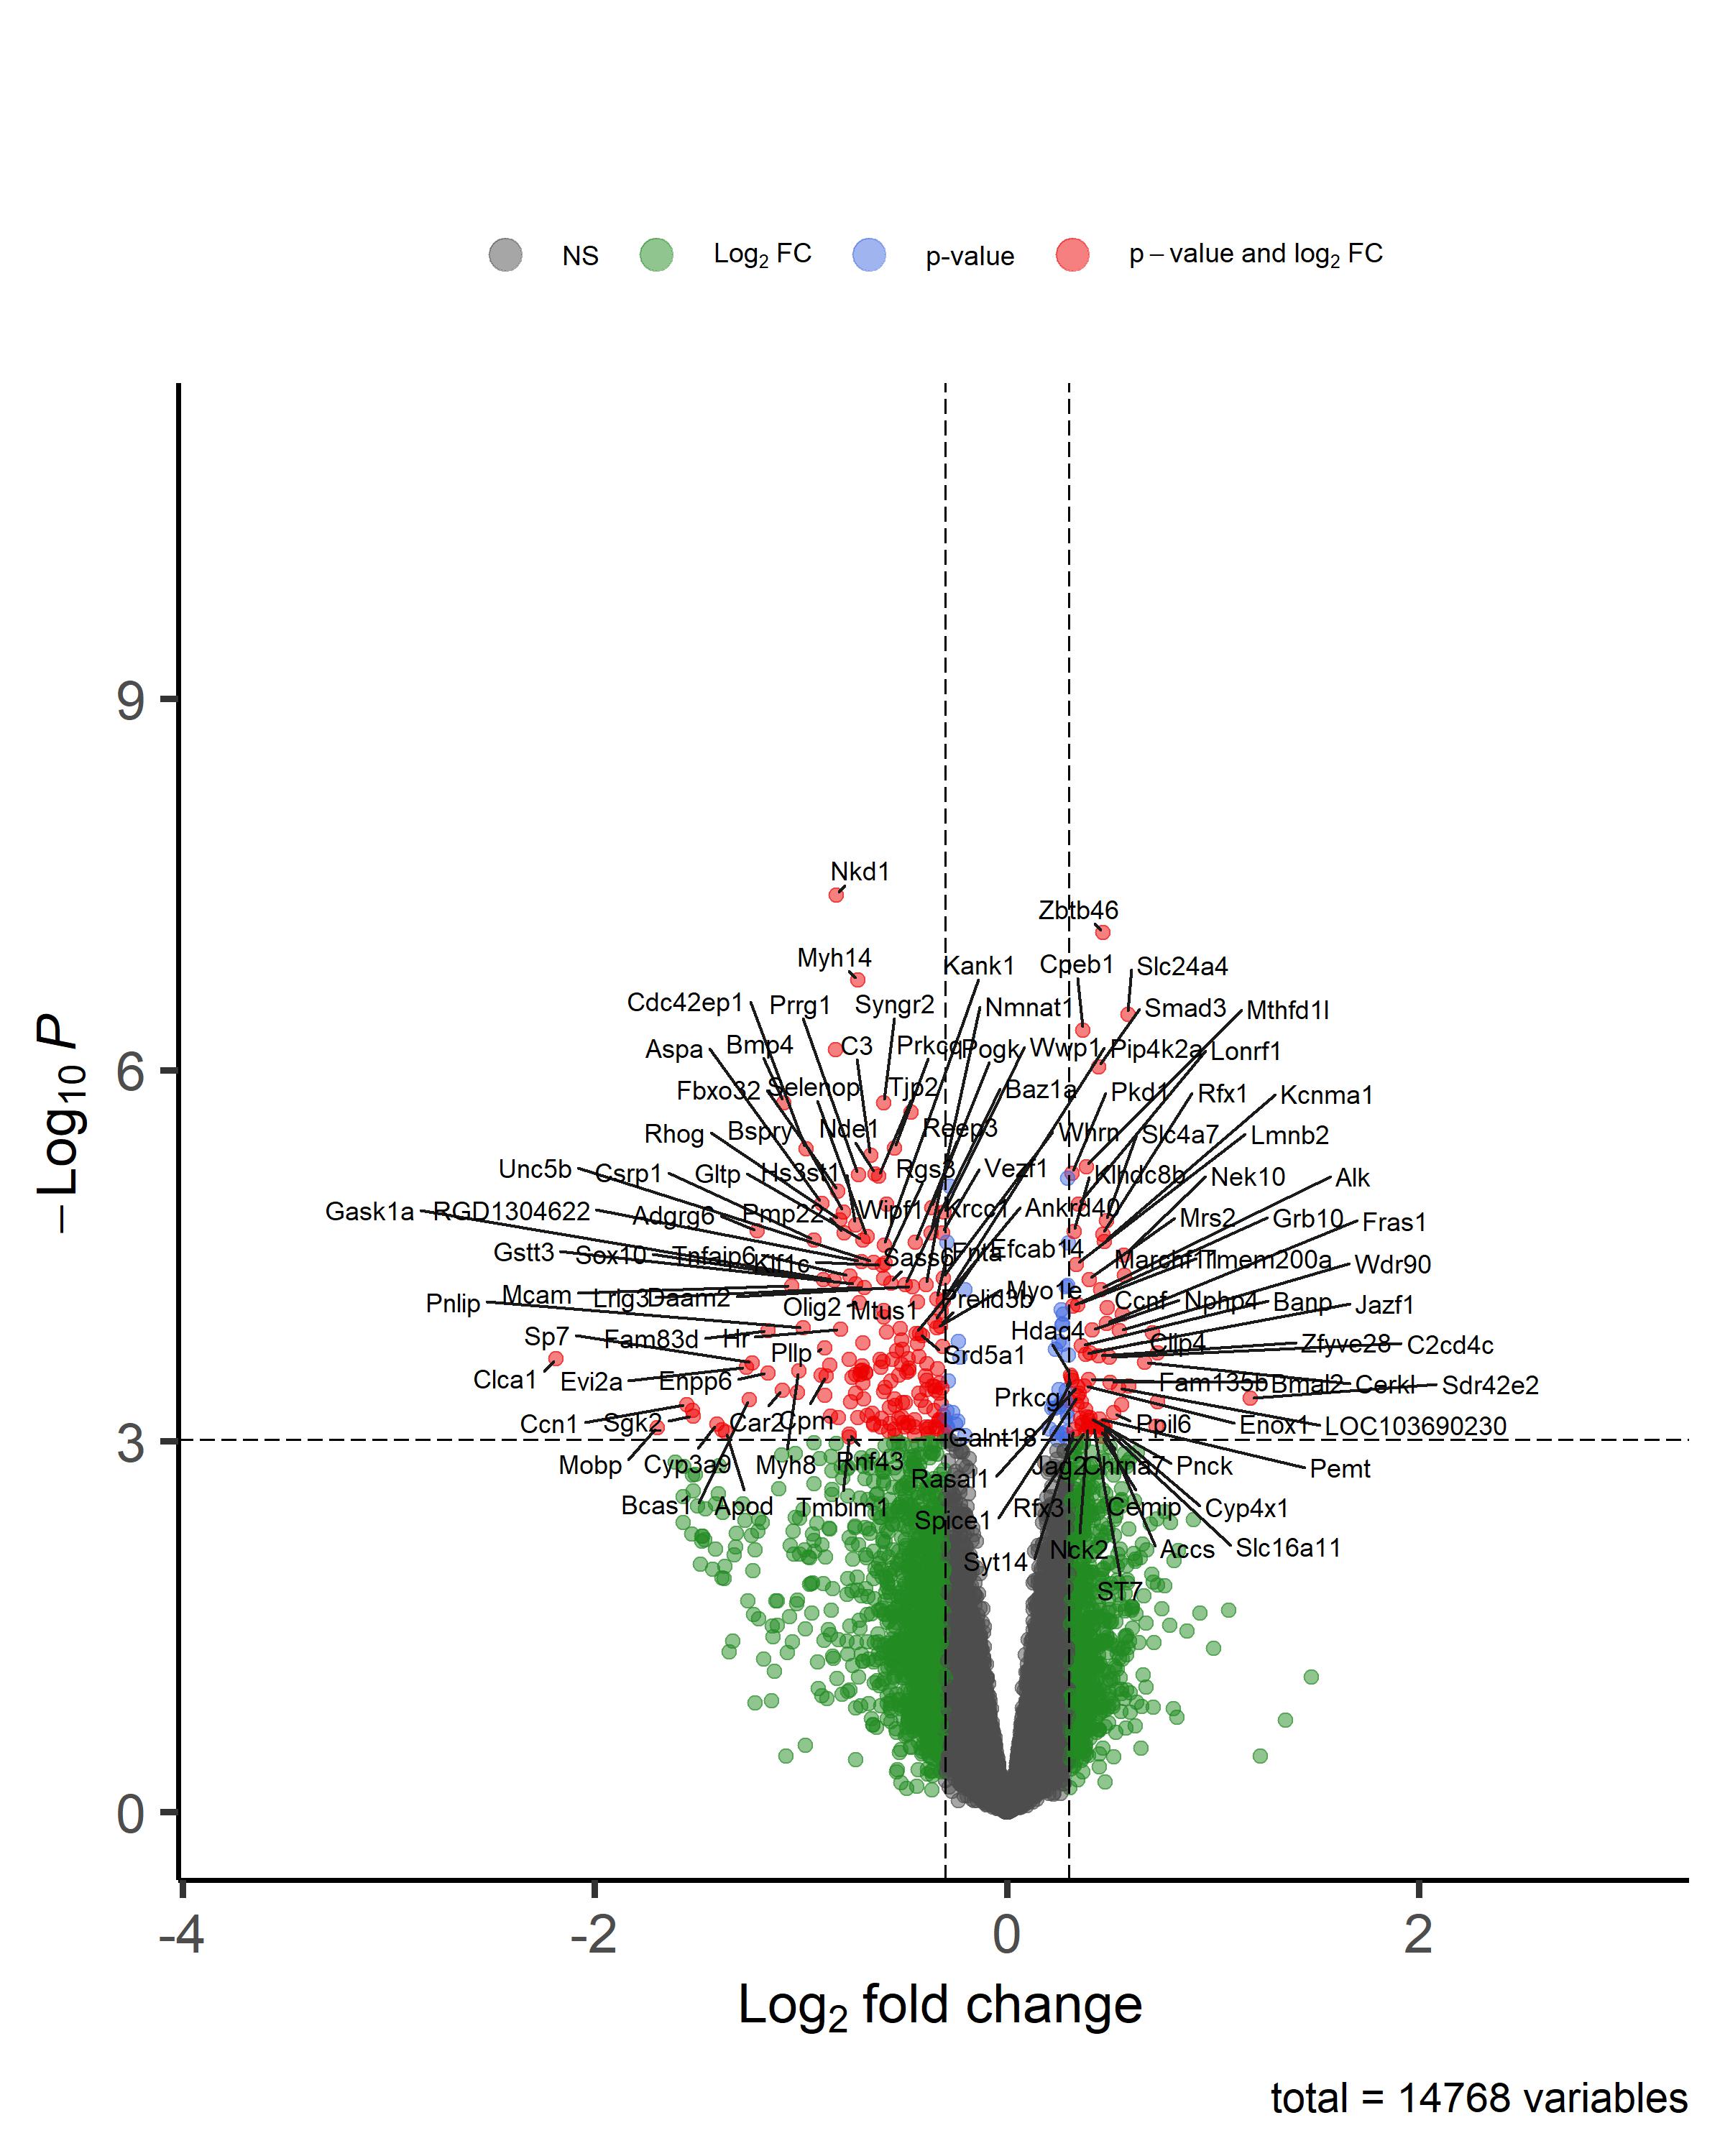 NS Log2 FC p-value p – value and log2 FC
9
6
3
0
−Log10 P
Nkd1
Zbtb46
Myh14 Kank1 Cpeb1 Slc24a4
Cdc42ep1 Prrg1 Syngr2 Nmnat1 Smad3 Mthfd1l
Aspa Bmp4 C3 Prkcq Pogk Wwp1 Pip4k2a Lonrf1
Fbxo32 Selenop Tjp2 Baz1a Pkd1 Rfx1 Kcnma1
Rhog Bspry Nde1 Reep3 Whrn Slc4a7 Lmnb2
Unc5b Csrp1 Gltp Hs3st1 Rgs3 Vezf1 Klhdc8b Nek10 Alk
Gask1a RGD1304622 Adgrg6 Pmp22 Wipf1 Krcc1 Ankrd40 Mrs2 Grb10 Fras1
Gstt3 Sox10 Tnfaip6 Klf1c Sass6 Fnta Efcab14 Tmem200a Wdr90
Pnlip Mcam Lrig3 Daam2 Olig2 Mtus1 Prelid3b Myo1e Ccnf Nphp4 Banp Jazf1
Sp7 Fam83d Hr Pllp Hdac4 Clip4 Zfyve28 C2cd4c
Clca1 Evi2a Enpp6 Srd5a1 Fam135b Bmal2 Cerkl Sdr42e2
Ccn1 Sgk2 Car2 Cpm Prkcg Ppil6 Enox1 LOC103690230
Mobp Cyp3a9 Myh8 Rnf43 Galnt18 Rasal1 Jag2 Chrna7 Pnck Pemt
Bcas1 Apod Tmbim1 Spice1 Rfx3 Cemip Cyp4x1
Syt14 Nck2 Accs Slc16a11
ST7
-4 -2 0 2
Log2 fold change
total = 14768 variables